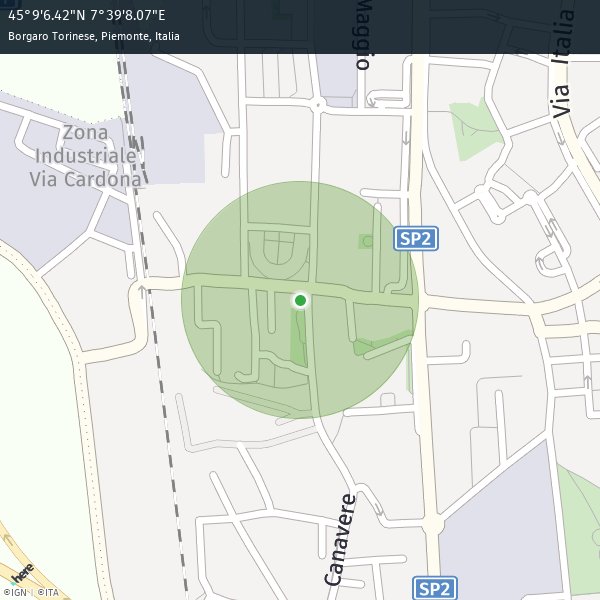 45°9'6.42"N 7°39'8.07"E
Borgaro Torinese, Piemonte, Italia
Maggio
Via Italia
Zona
Industriale
Via Cardona
SP2
Canavere
SP2
here
©IGN | ©ITA